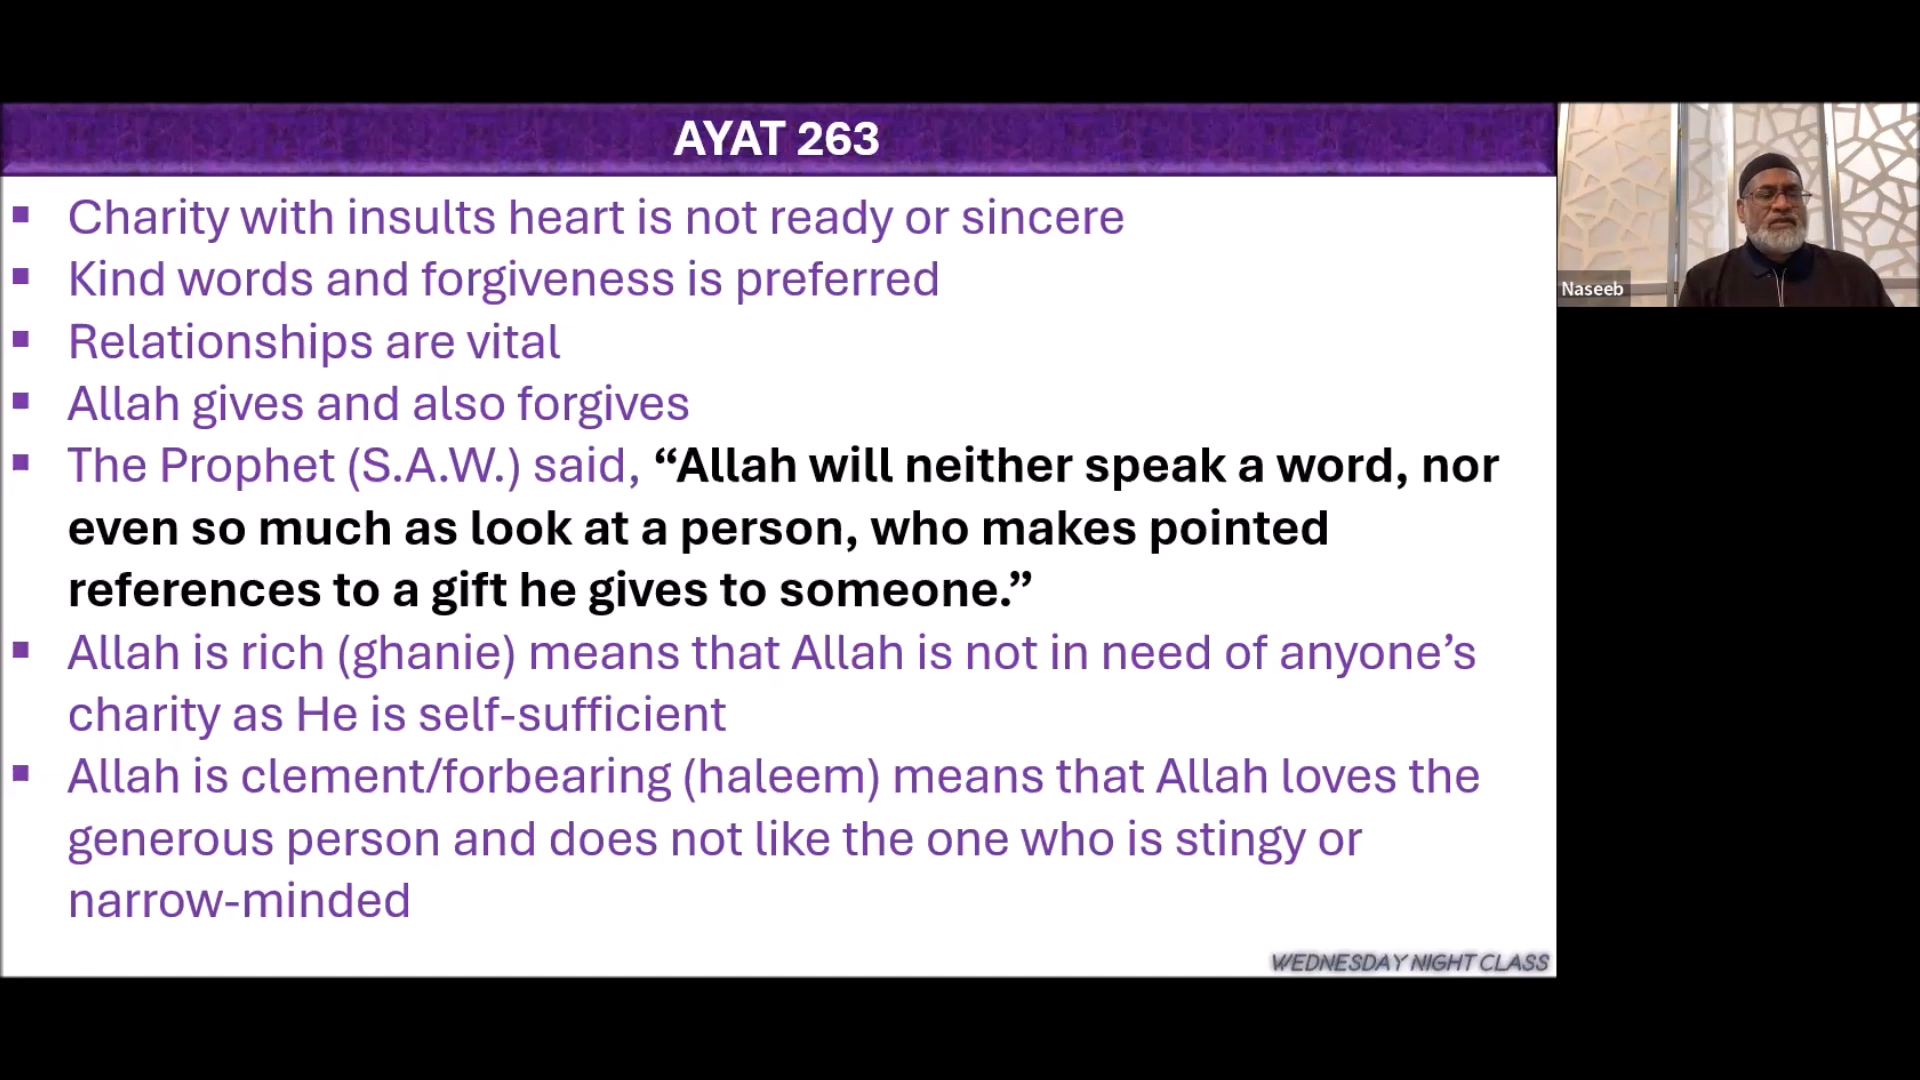 AYAT 263
▪ Charity with insults heart is not ready or sincere
▪ Kind words and forgiveness is preferred
▪ Relationships are vital
▪ Allah gives and also forgives
▪ The Prophet (S.A.W.) said, “Allah will neither speak a word, nor
even so much as look at a person, who makes pointed
references to a gift he gives to someone.”
▪ Allah is rich (ghanie) means that Allah is not in need of anyone’s
charity as He is self-sufficient
▪ Allah is clement/forbearing (haleem) means that Allah loves the
generous person and does not like the one who is stingy or
narrow-minded
WEDNESDAY NIGHT CLASS
Naseeb